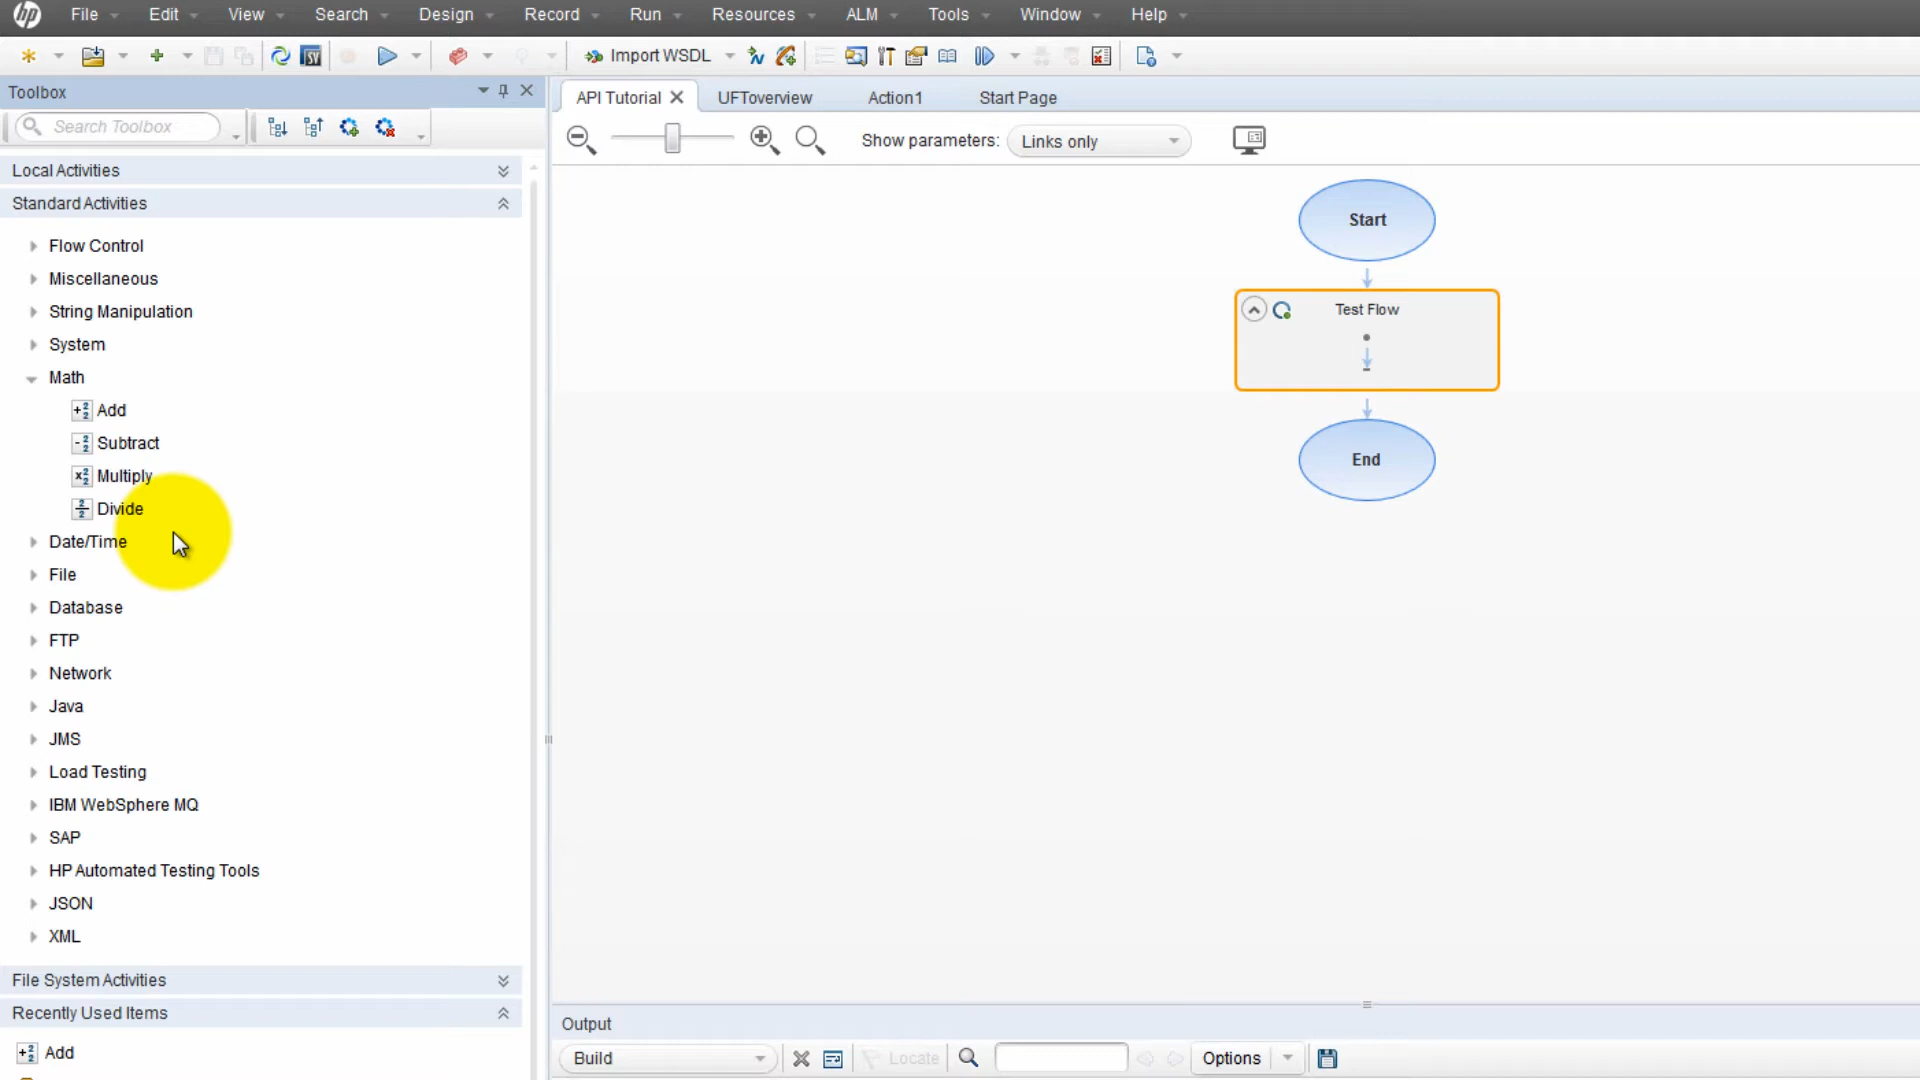 hp File Edit View Search Design Record Run Resources ALM Tools Window Help
SV Import WSDL
Toolbox
API Tutorial UFToverview Action1 Start Page
Search Toolbox
Show parameters: Links only
Local Activities
Standard Activities
Flow Control
Miscellaneous
String Manipulation
System
Math
Add
Subtract
Multiply
Divide
Date/Time
File
Database
FTP
Network
Java
JMS
Load Testing
IBM WebSphere MQ
SAP
HP Automated Testing Tools
JSON
XML
File System Activities
Recently Used Items
Add
Start
Test Flow
End
Output
Build Locate Options